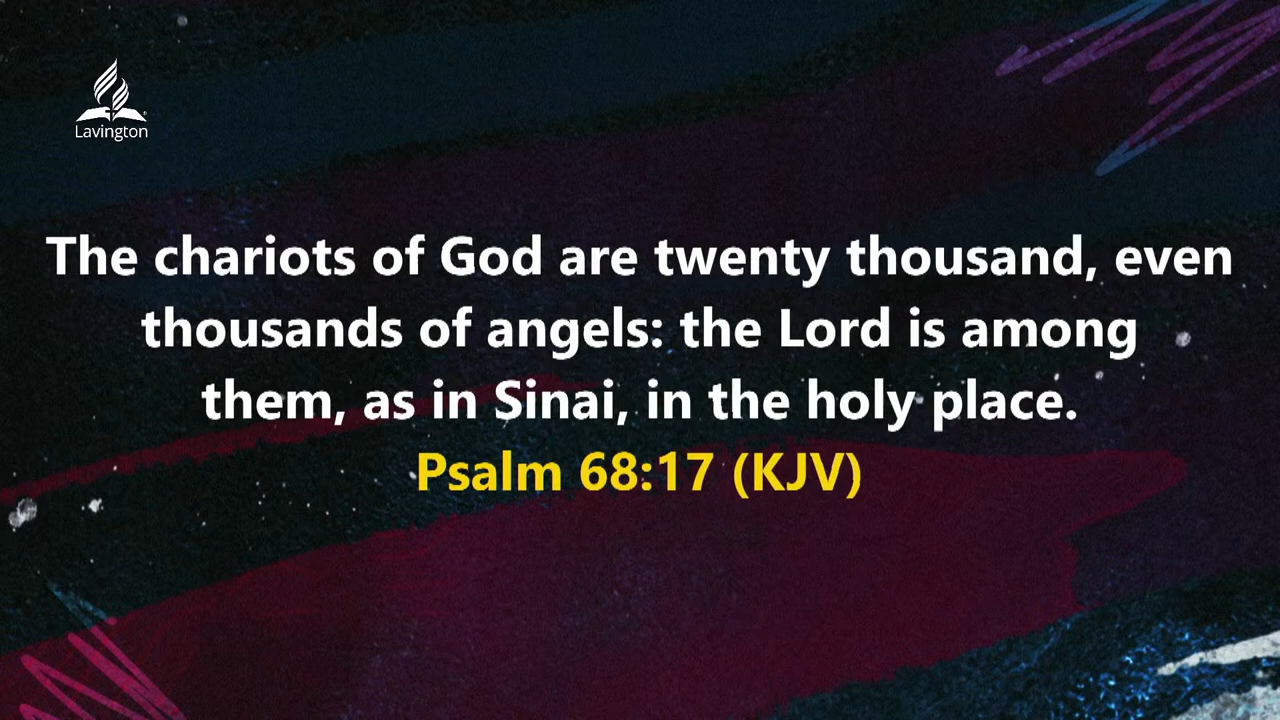 Lavington
The chariots of God are twenty thousand, even
thousands of angels: the Lord is among
them, as in Sinai, in the holy place.
Psalm 68:17 (KJV)